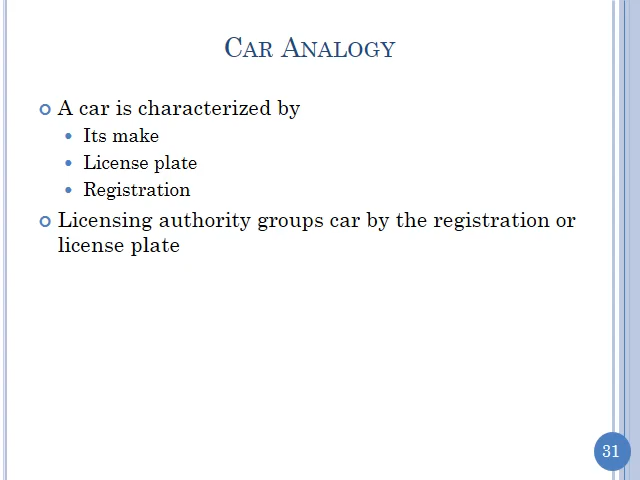 CAR ANALOGY
A car is characterized by
Its make
License plate
Registration
Licensing authority groups car by the registration or
license plate
31